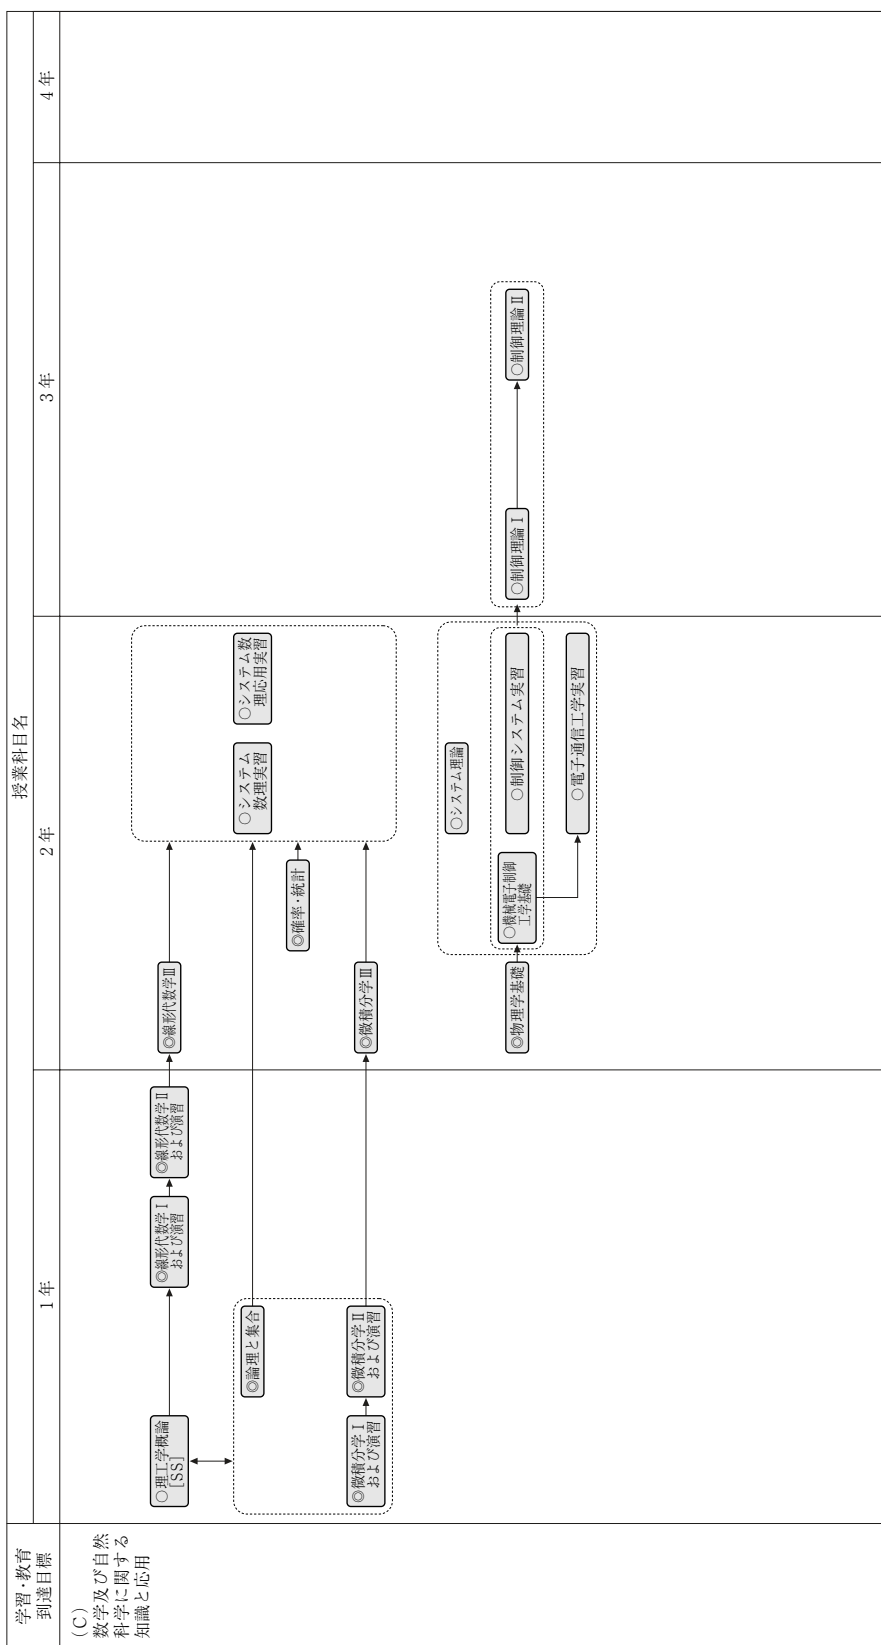 学習・教育
到達目標
授業科目名
1年
2年
3年
4年
(C)
数学及び自然
科学に関する
知識と応用
○理工学概論
[SS]
◎線形代数学Ⅰ
および演習
◎線形代数学Ⅱ
および演習
◎線形代数学Ⅲ
◎論理と集合
○システム
数理実習
○システム数
理応用実習
◎確率・統計
◎微積分学Ⅰ
および演習
◎微積分学Ⅱ
および演習
◎微積分学Ⅲ
○システム理論
◎物理学基礎
○機械電子制御
工学基礎
○制御システム実習
○制御理論Ⅰ
○制御理論Ⅱ
○電子通信工学実習